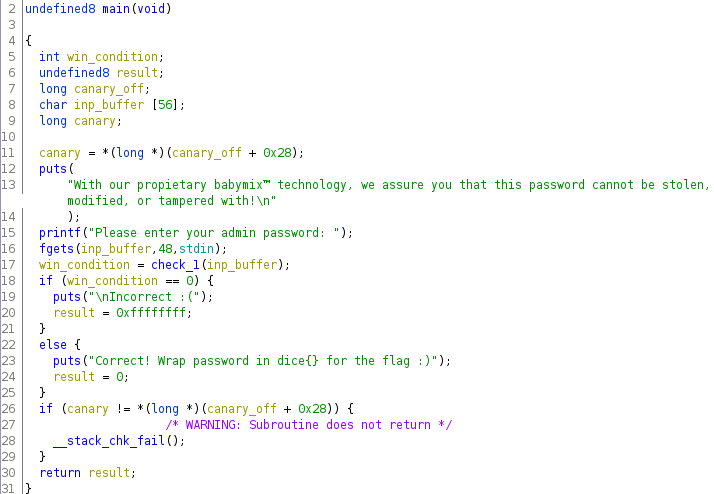 2 undefined8 main(void)
3
4 {
5 int win_condition;
6 undefined8 result;
7 long canary_off;
8 char inp_buffer [56];
9 long canary;
10
11 canary = *(long *)(canary_off + 0x28);
12 puts(
13 "With our propietary babymix™ technology, we assure you that this password cannot be stolen,
modified, or tampered with!\n"
14 );
15 printf("Please enter your admin password: ");
16 fgets(inp_buffer,48,stdin);
17 win_condition = check_1(inp_buffer);
18 if (win_condition == 0) {
19 puts("\nIncorrect :(");
20 result = 0xffffffff;
21 }
22 else {
23 puts("Correct! Wrap password in dice{} for the flag :)");
24 result = 0;
25 }
26 if (canary != *(long *)(canary_off + 0x28)) {
27 /* WARNING: Subroutine does not return */
28 __stack_chk_fail();
29 }
30 return result;
31 }